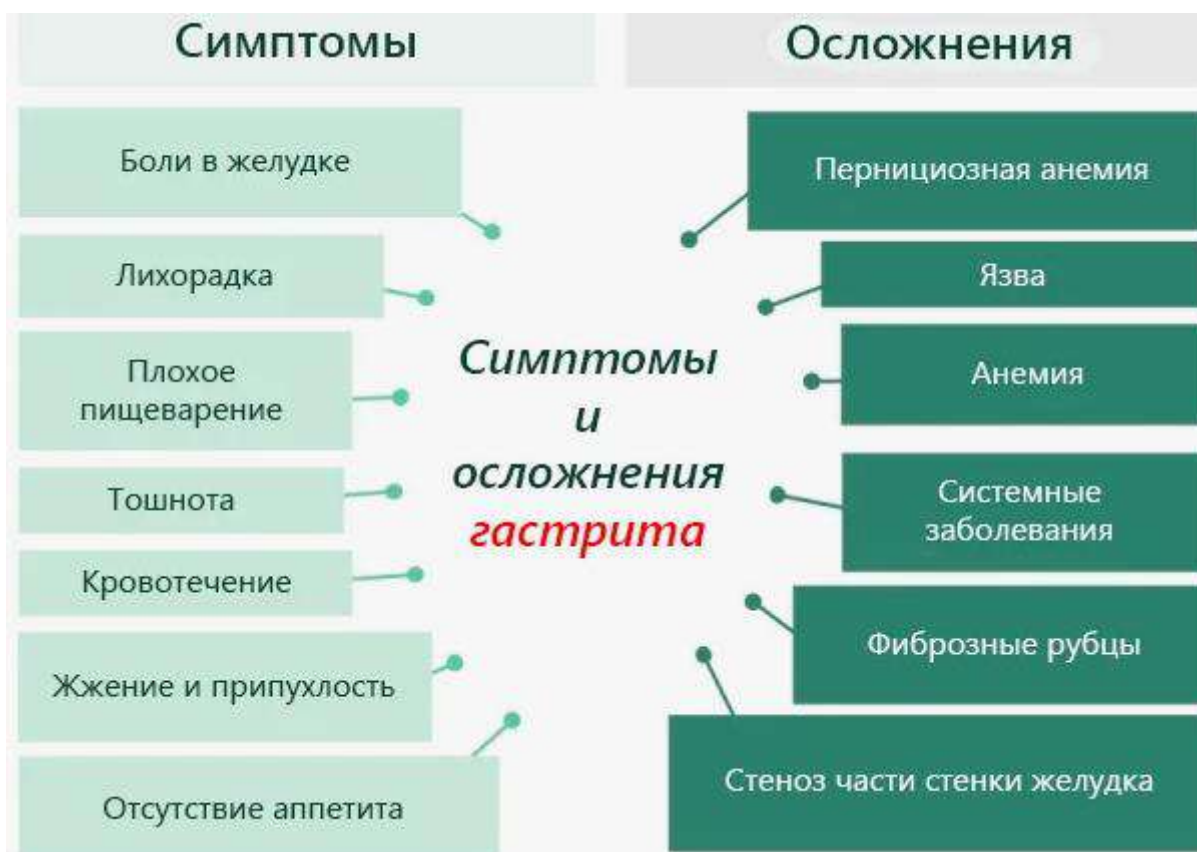 Симптомы
Боли в желудке
Лихорадка
Плохое
пищеварение
Тошнота
Кровотечение
Жжение и припухлость
Отсутствие аппетита
Симптомы
и
осложнения
гастрита
Осложнения
Пернициозная анемия
Язва
Анемия
Системные
заболевания
Фиброзные рубцы
Стеноз части стенки желудка